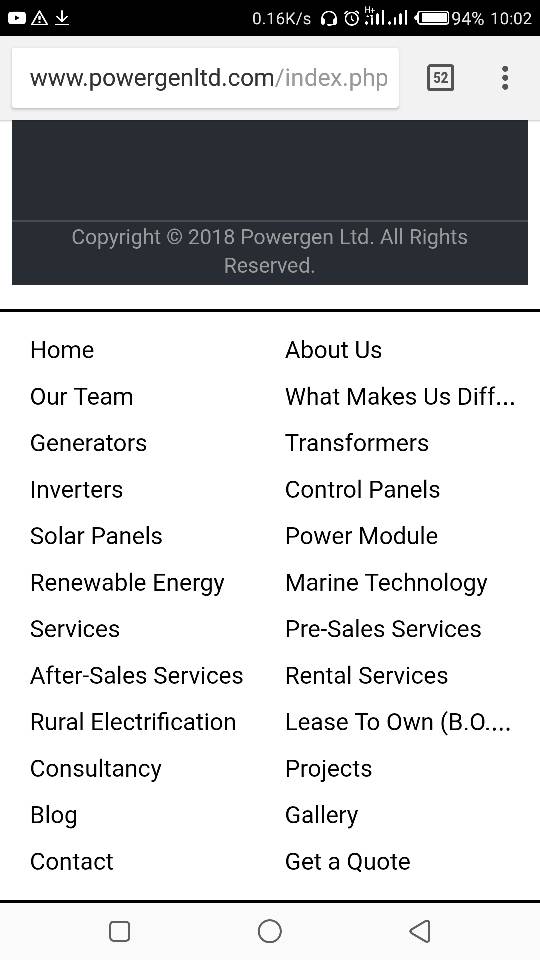 0.16K/s H+ 94% 10:02
www.powergenltd.com/index.php 52
Copyright © 2018 Powergen Ltd. All Rights
Reserved.
Home About Us
Our Team What Makes Us Diff...
Generators Transformers
Inverters Control Panels
Solar Panels Power Module
Renewable Energy Marine Technology
Services Pre-Sales Services
After-Sales Services Rental Services
Rural Electrification Lease To Own (B.O....
Consultancy Projects
Blog Gallery
Contact Get a Quote